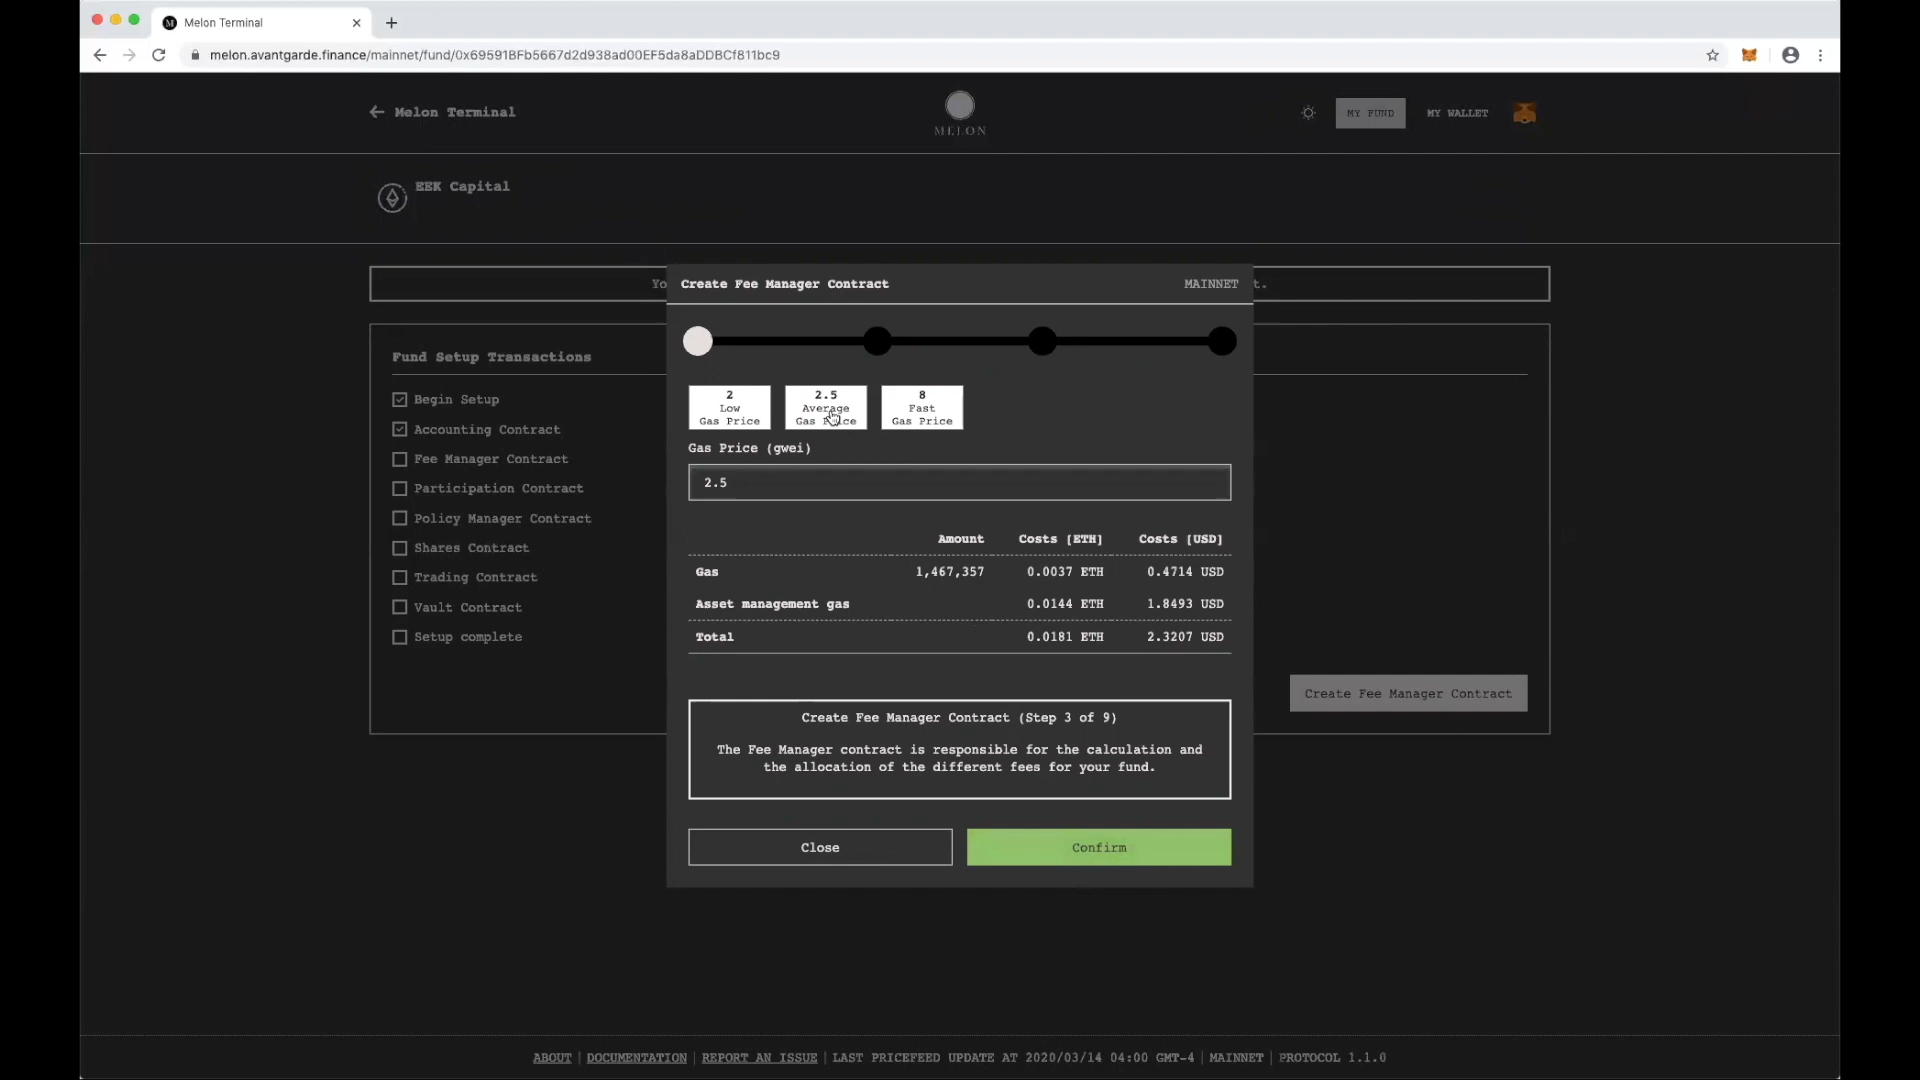 Melon Terminal
melon.avantgarde.finance/mainnet/fund/0x69591BFb5667d2d938ad00EF5da8aDDBCf811bc9
Melon Terminal
MELON
MY FUND
MY WALLET
EEK Capital
Yo
t.
Create Fee Manager Contract
MAINNET
Fund Setup Transactions
Begin Setup
Accounting Contract
Fee Manager Contract
Participation Contract
Policy Manager Contract
Shares Contract
Trading Contract
Vault Contract
Setup complete
2
Low
Gas Price
2.5
Average
Gas Price
8
Fast
Gas Price
Gas Price (gwei)
2.5
Amount Costs [ETH] Costs [USD]
Gas 1,467,357 0.0037 ETH 0.4714 USD
Asset management gas 0.0144 ETH 1.8493 USD
Total 0.0181 ETH 2.3207 USD
Create Fee Manager Contract (Step 3 of 9)
The Fee Manager contract is responsible for the calculation and
the allocation of the different fees for your fund.
Close
Confirm
Create Fee Manager Contract
ABOUT | DOCUMENTATION | REPORT AN ISSUE | LAST PRICEFEED UPDATE AT 2020/03/14 04:00 GMT-4 | MAINNET | PROTOCOL 1.1.0